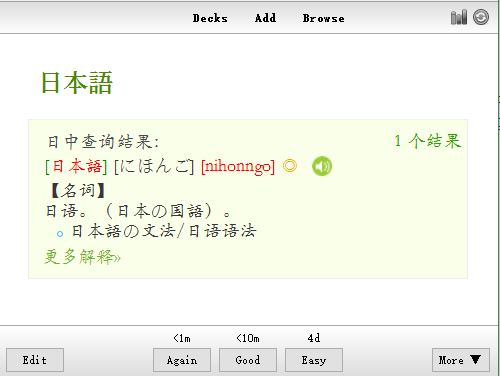 Decks Add Browse
日本語
日中查询结果： 1 个结果
[日本語] [にほんご] [nihonngo] ◎
【名词】
日语。（日本の国語）。
日本語の文法/日语语法
更多解释»
<1m <10m 4d
Edit Again Good Easy More ▼